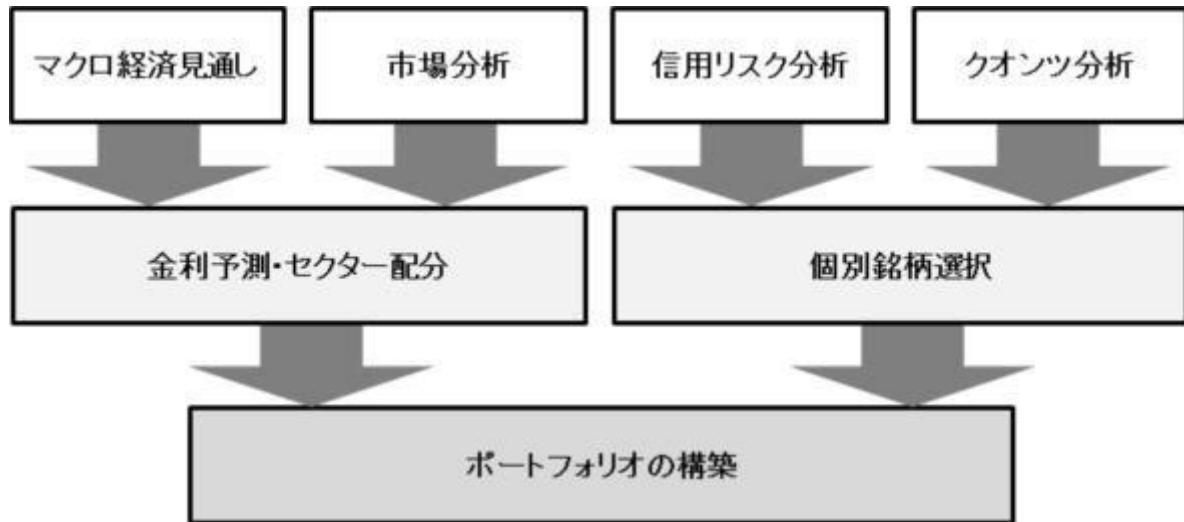 マクロ経済見通し
市場分析
信用リスク分析
クオンツ分析
金利予測・セクター配分
個別銘柄選択
ポートフォリオの構築